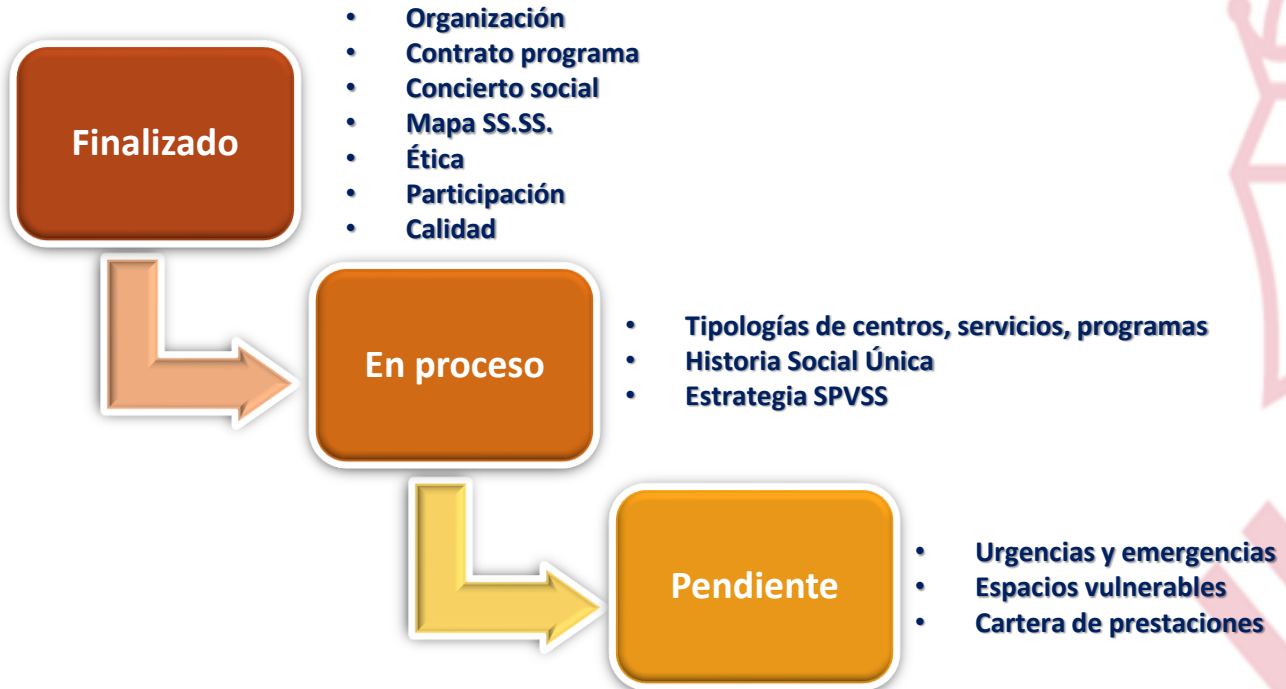 • Organización
• Contrato programa
• Concierto social
• Mapa SS.SS.
• Ética
• Participación
• Calidad
Finalizado
En proceso
• Tipologías de centros, servicios, programas
• Historia Social Única
• Estrategia SPVSS
Pendiente
• Urgencias y emergencias
• Espacios vulnerables
• Cartera de prestaciones